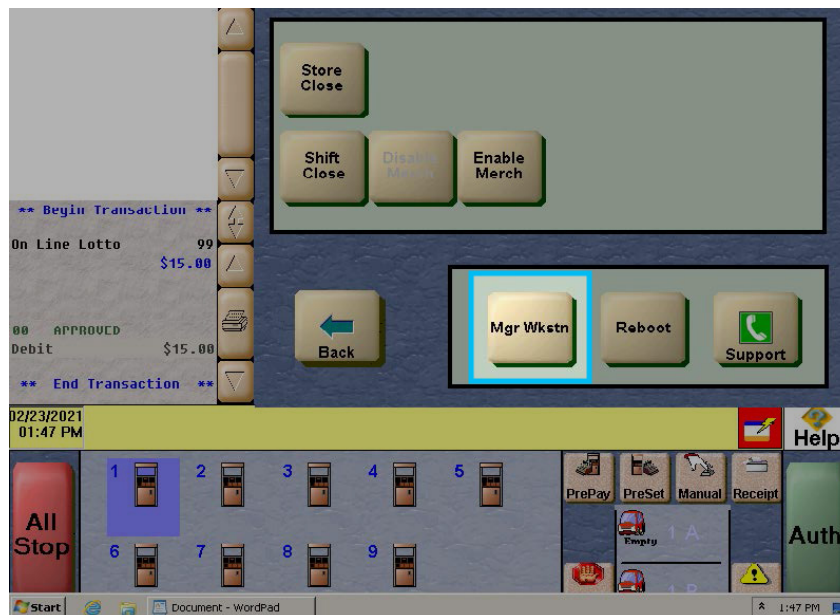 Store
Close
Shift
Close
Disable
Merch
Enable
Merch
** Begin Transaction **
On Line Lotto 99
$15.00
00 APPROVED
Debit $15.00
** End Transaction **
Back
Mgr Wkstn
Reboot
Support
02/23/2021
01:47 PM
Help
All
Stop
1 2 3 4 5
6 7 8 9
PrePay PreSet Manual Receipt
Empty 1 A
1 B
Auth
Start Document - WordPad 1:47 PM